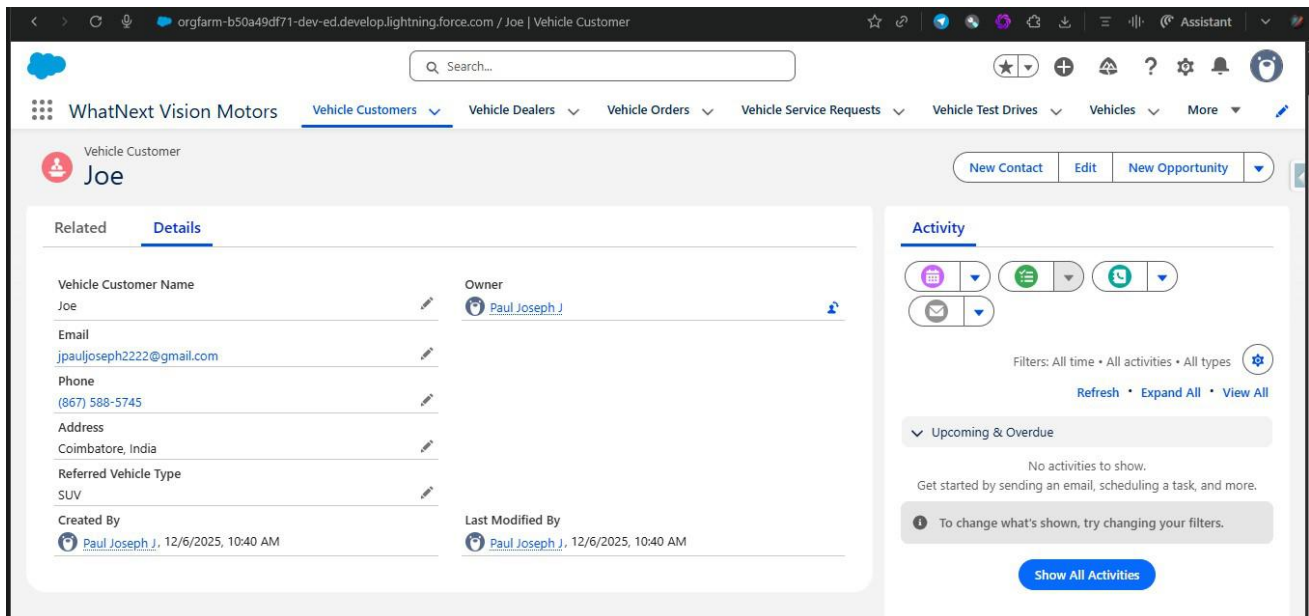 orgfarm-b50a49df71-dev-ed.develop.lightning.force.com / Joe | Vehicle Customer
Assistant
Search...
WhatNext Vision Motors
Vehicle Customers
Vehicle Dealers
Vehicle Orders
Vehicle Service Requests
Vehicle Test Drives
Vehicles
More
Vehicle Customer
Joe
New Contact
Edit
New Opportunity
Related
Details
Vehicle Customer Name
Joe
Owner
Paul Joseph J
Email
jpauljoseph2222@gmail.com
Phone
(867) 588-5745
Address
Coimbatore, India
Referred Vehicle Type
SUV
Created By
Paul Joseph J, 12/6/2025, 10:40 AM
Last Modified By
Paul Joseph J, 12/6/2025, 10:40 AM
Activity
Filters: All time • All activities • All types
Refresh • Expand All • View All
Upcoming & Overdue
No activities to show.
Get started by sending an email, scheduling a task, and more.
To change what's shown, try changing your filters.
Show All Activities